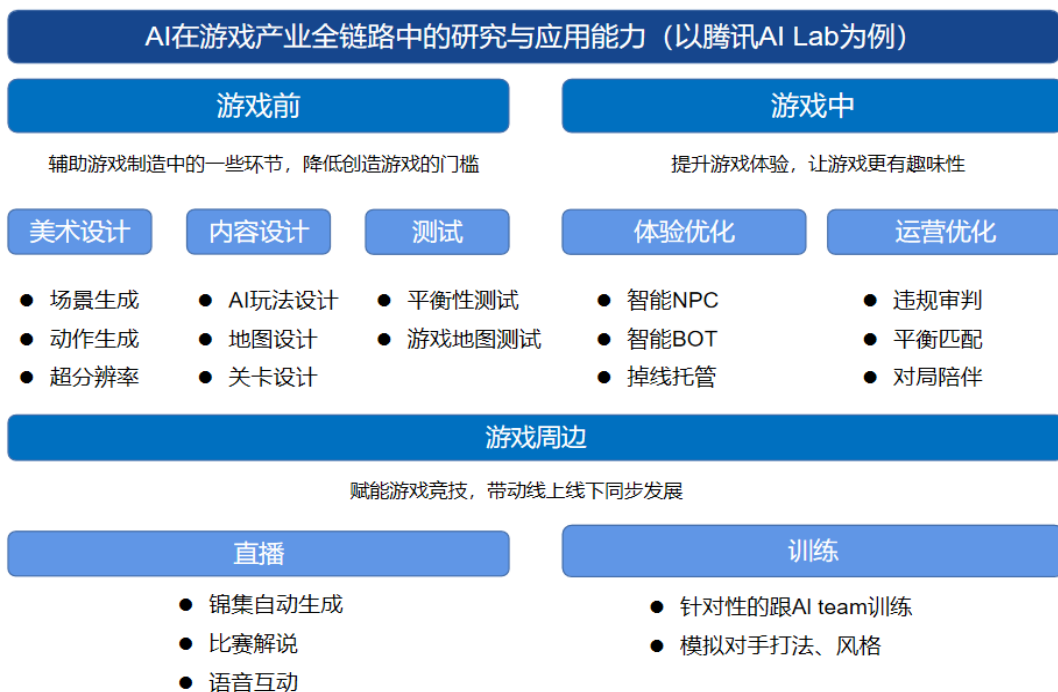 AI在游戏产业全链路中的研究与应用能力（以腾讯AI Lab为例）
游戏前
游戏中
辅助游戏制造中的一些环节，降低创造游戏的门槛
提升游戏体验，让游戏更有趣味性
美术设计
内容设计
测试
体验优化
运营优化
● 场景生成
● 动作生成
● 超分辨率
● AI玩法设计
● 地图设计
● 关卡设计
● 平衡性测试
● 游戏地图测试
● 智能NPC
● 智能BOT
● 掉线托管
● 违规审判
● 平衡匹配
● 对局陪伴
游戏周边
赋能游戏竞技，带动线上线下同步发展
直播
训练
● 锦集自动生成
● 比赛解说
● 语音互动
● 针对性的跟AI team训练
● 模拟对手打法、风格